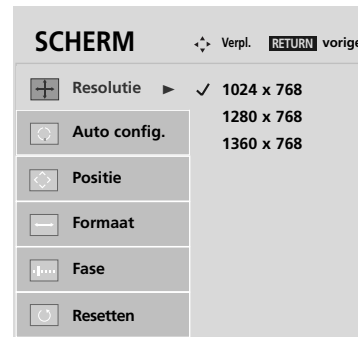 SCHERM Verpl. RETURN vorige
Resolutie ► ✓ 1024 x 768
1280 x 768
1360 x 768
Auto config.
Positie
Formaat
Fase
Resetten